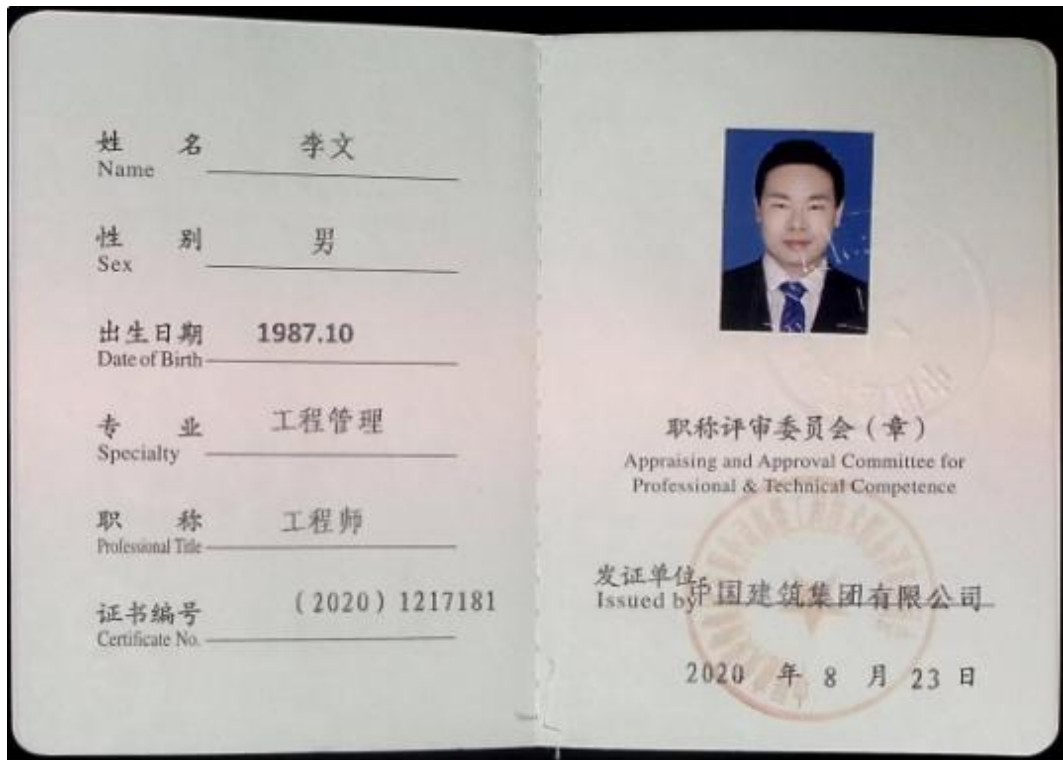 姓 名 李文
Name
性 别 男
Sex
出生日期 1987.10
Date of Birth
专 业 工程管理
Specialty
职 称 工程师
Professional Title
证书编号 (2020) 1217181
Certificate No.
职称评审委员会(章)
Appraising and Approval Committee for
Professional & Technical Competence
发证单位: 中国建筑集团有限公司
Issued by
2020 年 8 月 23 日